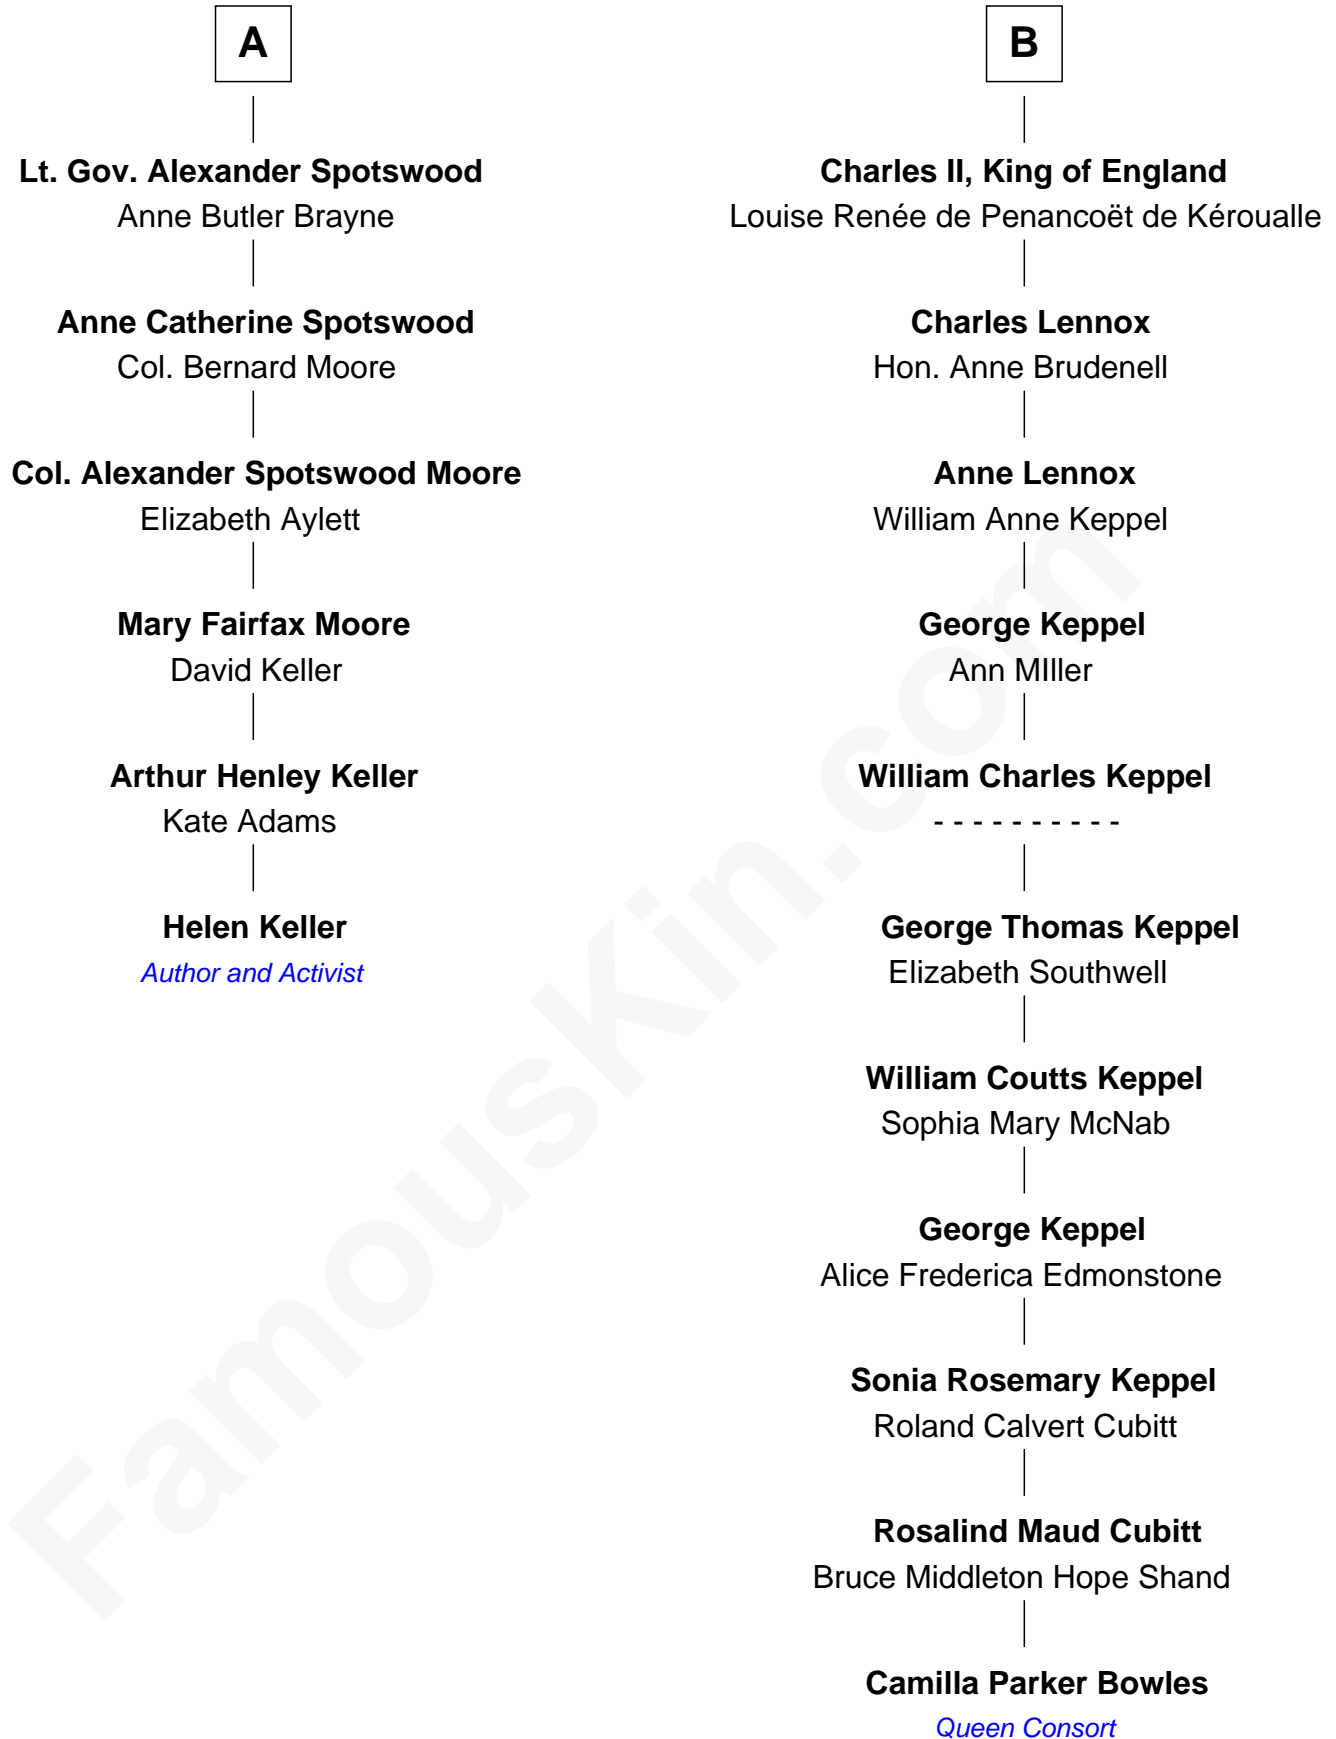 A
Lt. Gov. Alexander Spotswood
Anne Butler Brayne
Anne Catherine Spotswood
Col. Bernard Moore
Col. Alexander Spotswood Moore
Elizabeth Aylett
Mary Fairfax Moore
David Keller
Arthur Henley Keller
Kate Adams
Helen Keller
Author and Activist
B
Charles II, King of England
Louise Renée de Penancoët de Kéroualle
Charles Lennox
Hon. Anne Brudenell
Anne Lennox
William Anne Keppel
George Keppel
Ann MIller
William Charles Keppel
- - - - - - - - - -
George Thomas Keppel
Elizabeth Southwell
William Coutts Keppel
Sophia Mary McNab
George Keppel
Alice Frederica Edmonstone
Sonia Rosemary Keppel
Roland Calvert Cubitt
Rosalind Maud Cubitt
Bruce Middleton Hope Shand
Camilla Parker Bowles
Queen Consort
FamousKin.com